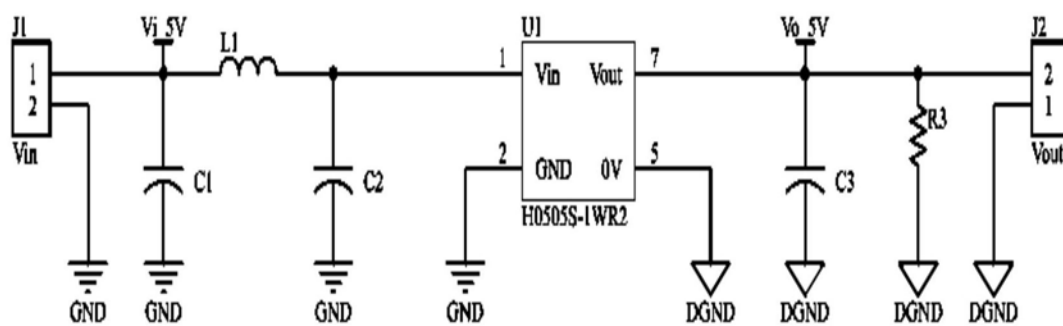 J1
Vi_5V
L1
U1
Vo_5V
J2
1
2
Vin
C1
C2
1
Vin
Vout
7
2
GND
0V
5
H0505S-1WR2
C3
R3
2
1
Vout
GND
GND
GND
GND
DGND
DGND
DGND
DGND